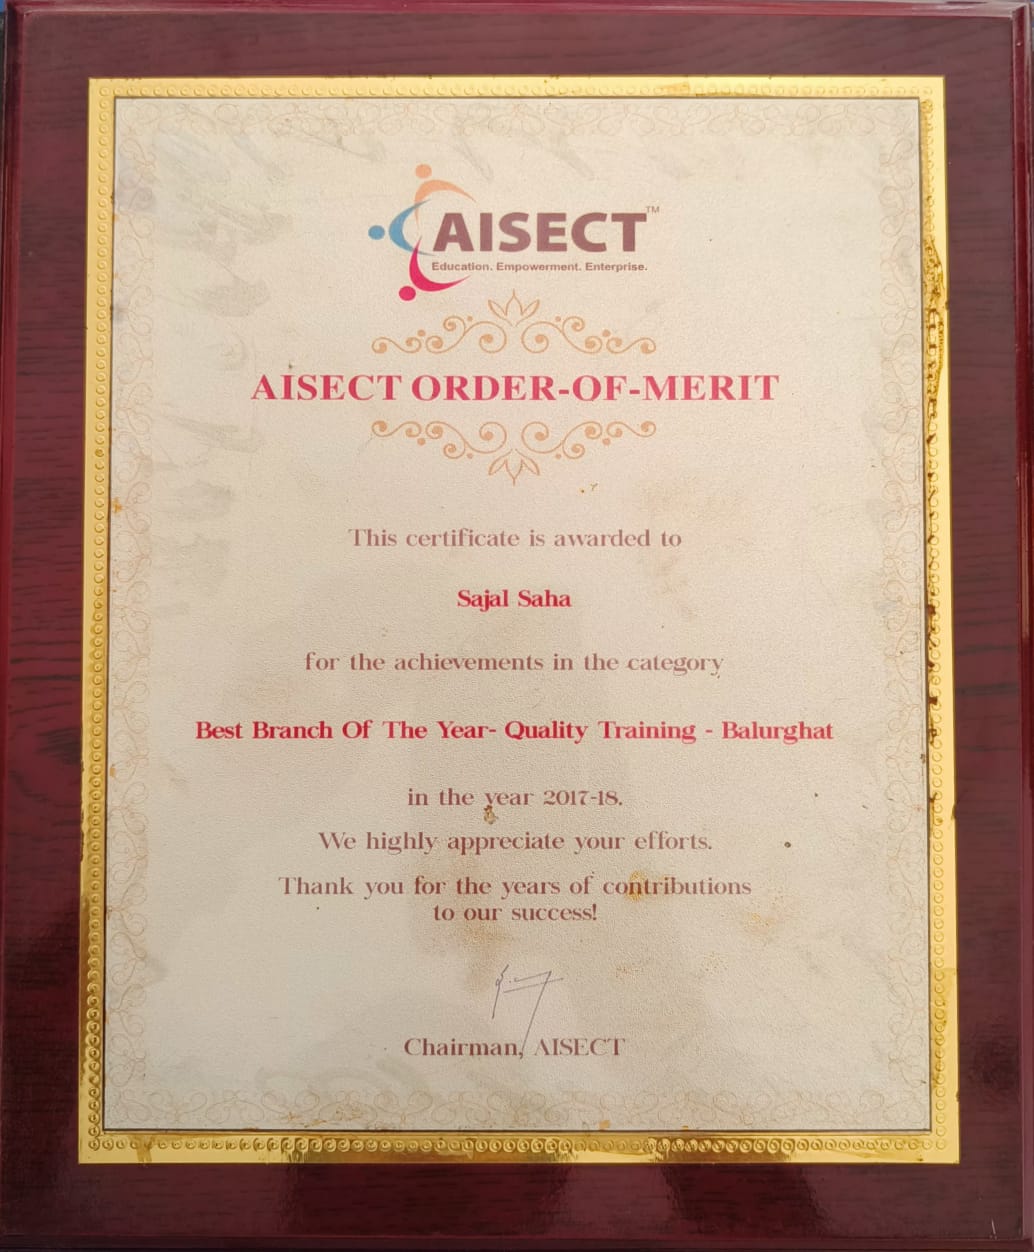 AISECT™
Education. Empowerment. Enterprise.
AISECT ORDER-OF-MERIT
This certificate is awarded to
Sajal Saha
for the achievements in the category
Best Branch Of The Year- Quality Training - Balurghat
in the year 2017-18.
We highly appreciate your efforts.
Thank you for the years of contributions
to our success!
Chairman, AISECT